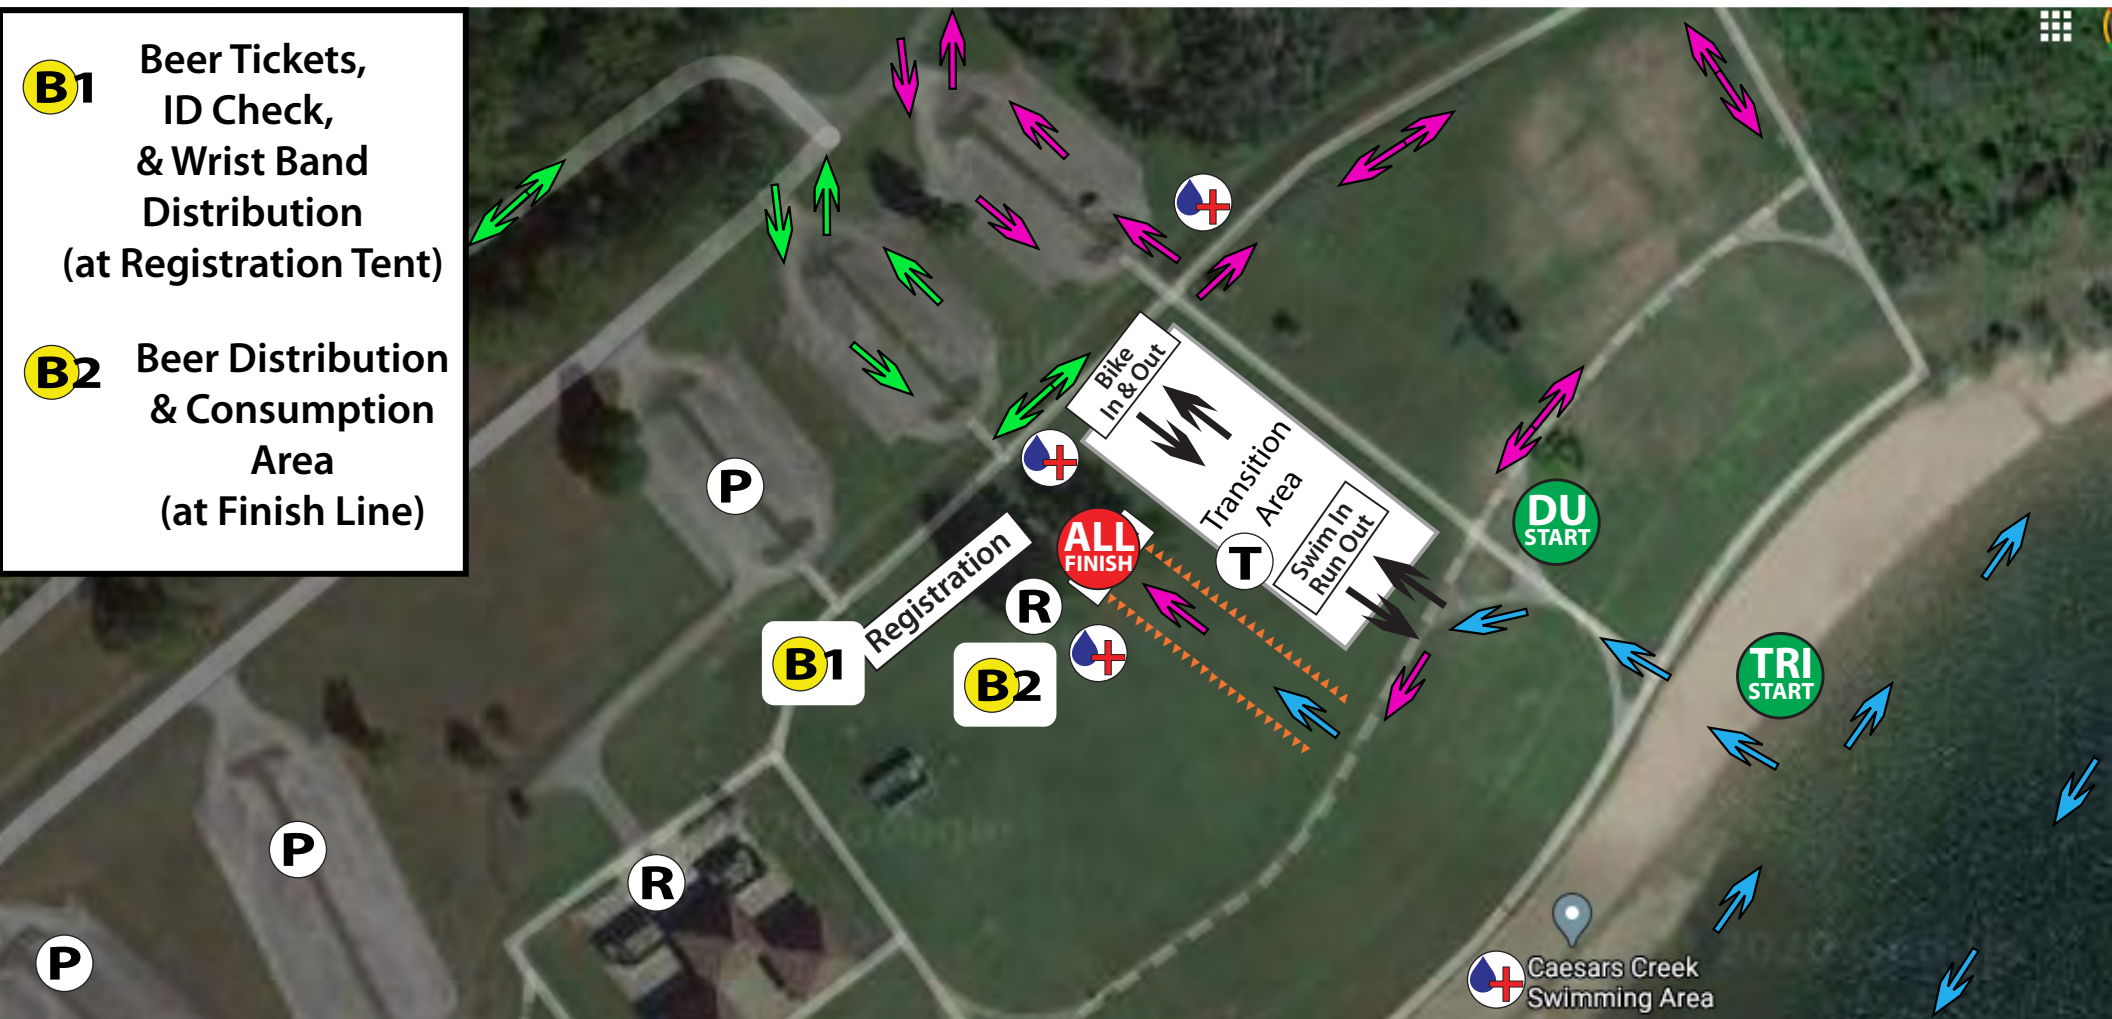 B1
Beer Tickets,
ID Check,
& Wrist Band
Distribution
(at Registration Tent)
B2
Beer Distribution
& Consumption
Area
(at Finish Line)
Bike
In & Out
Transition
Area
Swim In
Run Out
T
ALL
FINISH
DU
START
TRI
START
Registration
R
B1
B2
P
P
P
R
Caesars Creek
Swimming Area